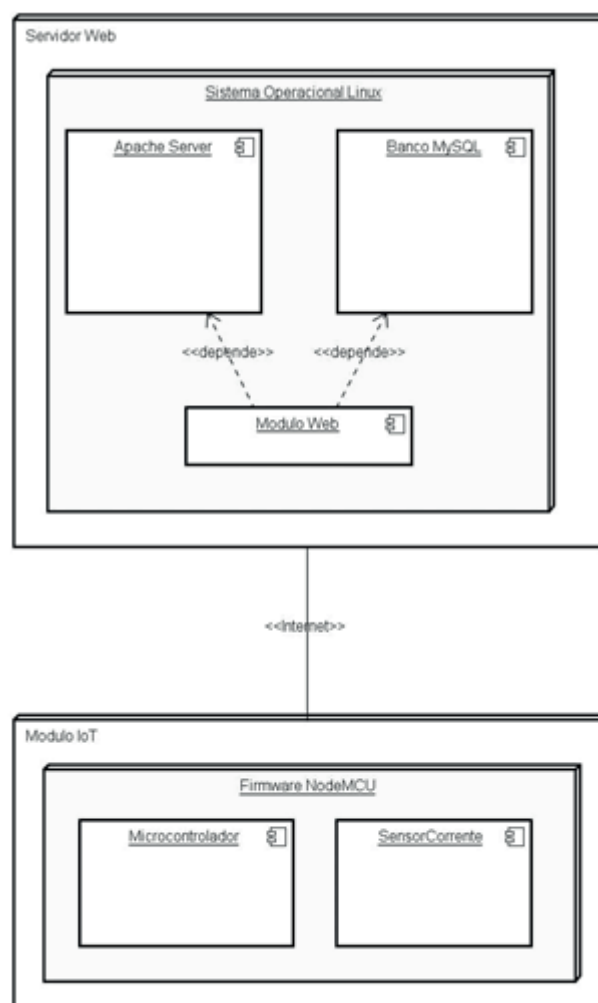 Servidor Web
Sistema Operacional Linux
Apache Server
Banco MySQL
<<depende>>
<<depende>>
Modulo Web
<<Internet>>
Modulo IoT
Firmware NodeMCU
Microcontrolador
SensorCorrente